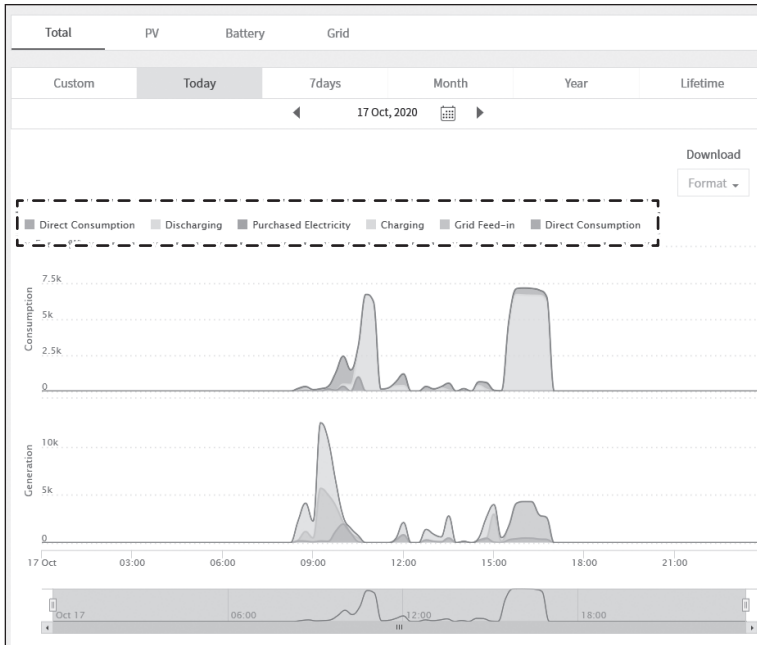 Total PV Battery Grid
Custom Today 7days Month Year Lifetime
17 Oct, 2020
Download
Format
Direct Consumption Discharging Purchased Electricity Charging Grid Feed-in Direct Consumption
7.5k
5k
2.5k
0
Consumption
10k
5k
0
Generation
17 Oct 03:00 06:00 09:00 12:00 15:00 18:00 21:00
Oct 17 06:00 12:00 18:00